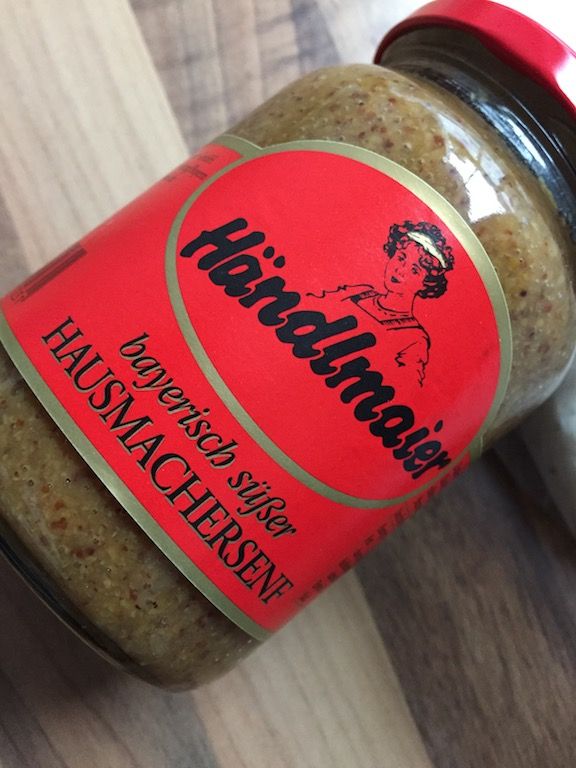 Händlmaier
bayerisch süßer
HAUSMACHERSENF